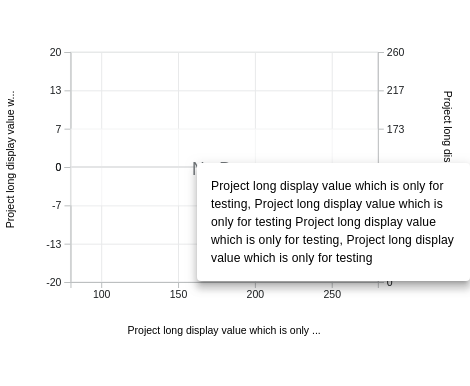 20
13
7
0
-7
-13
-20
260
217
173
0
100
150
200
250
Project long display value w...
Project long dis
Project long display value which is only ...
Project long display value which is only for
testing, Project long display value which is
only for testing Project long display value
which is only for testing, Project long display
value which is only for testing